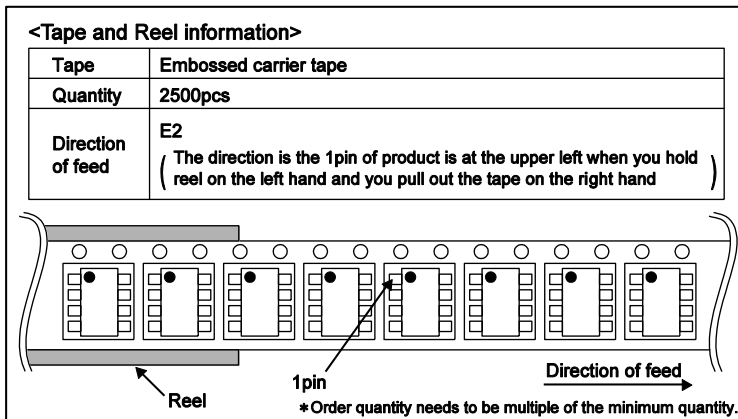 <Tape and Reel information>
Tape Embossed carrier tape
Quantity 2500pcs
Direction of feed E2
( The direction is the 1pin of product is at the upper left when you hold
reel on the left hand and you pull out the tape on the right hand )
1pin
Direction of feed
Reel
*Order quantity needs to be multiple of the minimum quantity.